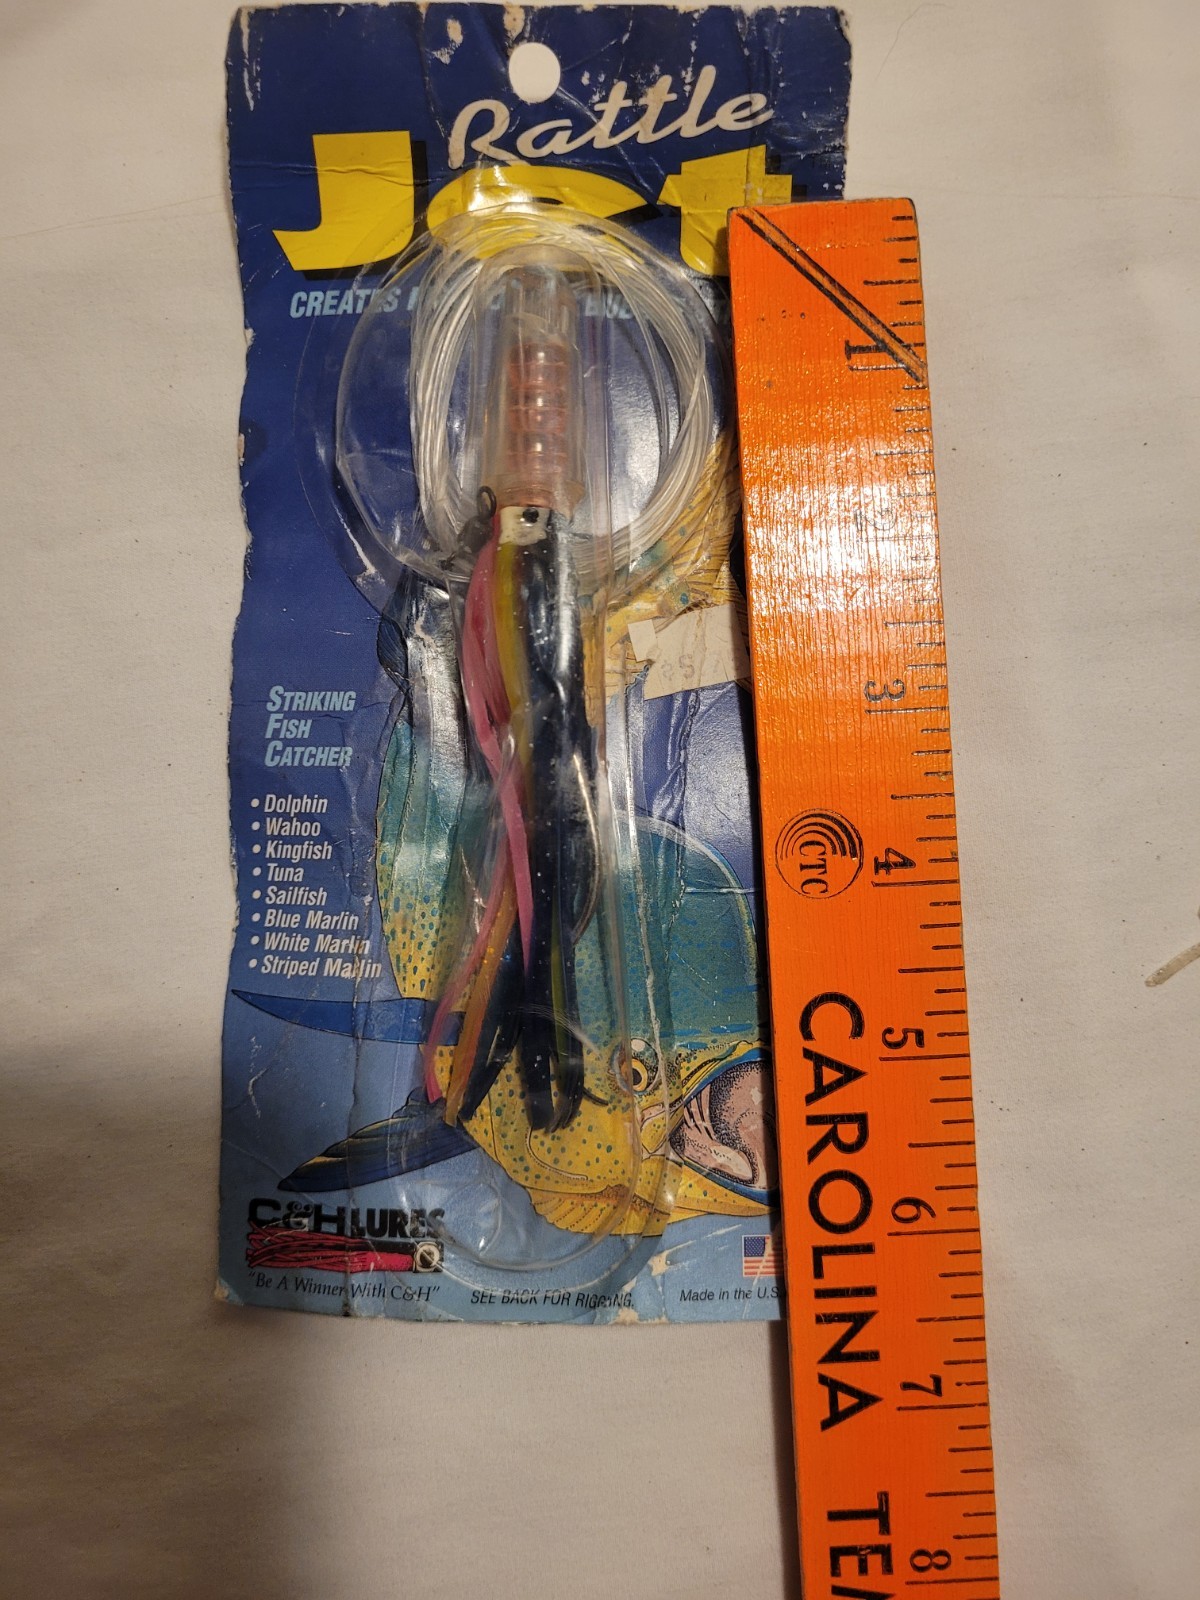 Rattle
Jet
CREATES
STRIKING
FISH
CATCHER
• Dolphin
• Wahoo
• Kingfish
• Tuna
• Sailfish
• Blue Marlin
• White Marlin
• Striped Marlin
C&H LURES
"Be A Winner With C&H"
SEE BACK FOR RIGGING.
Made in the U.S.
1
2
3
4
5
6
7
8
CTC
CAROLINA